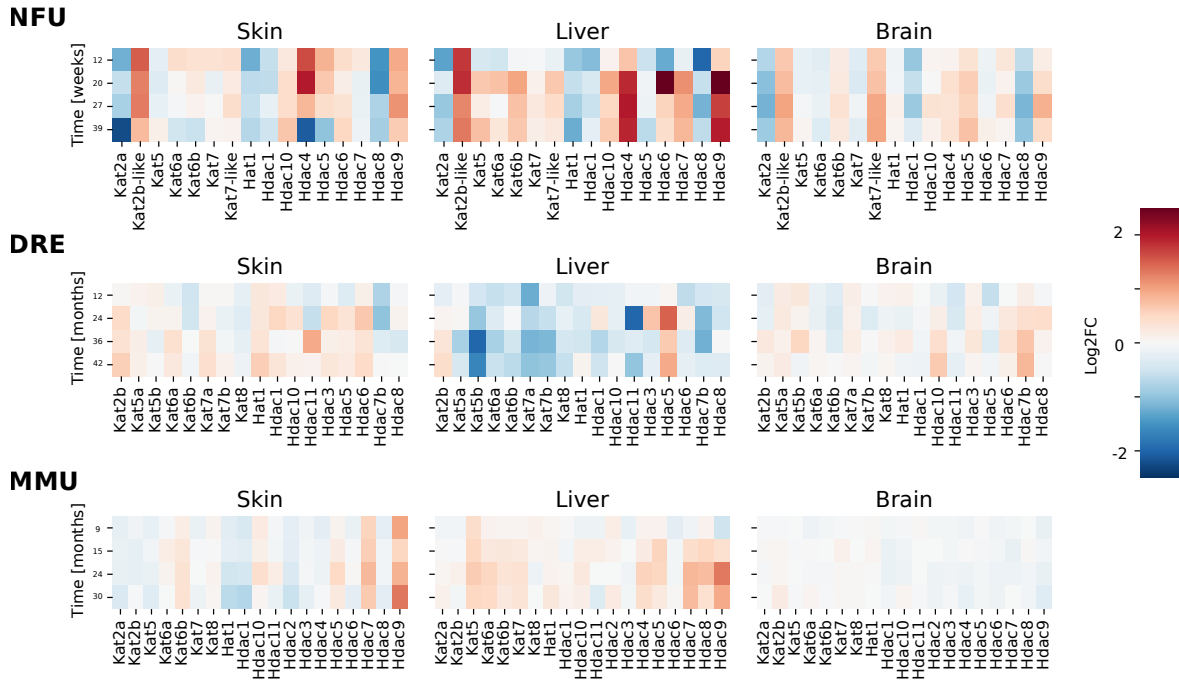 NFU
Skin Liver Brain
Time [weeks]
12
20
27
39
Kat2a Kat2b-like Kat5 Kat6a Kat6b Kat7 Kat7-like Hat1 Hdac1 Hdac10 Hdac4 Hdac5 Hdac6 Hdac7 Hdac8 Hdac9
Kat2a Kat2b-like Kat5 Kat6a Kat6b Kat7 Kat7-like Hat1 Hdac1 Hdac10 Hdac4 Hdac5 Hdac6 Hdac7 Hdac8 Hdac9
Kat2a Kat2b-like Kat5 Kat6a Kat6b Kat7 Kat7-like Hat1 Hdac1 Hdac10 Hdac4 Hdac5 Hdac6 Hdac7 Hdac8 Hdac9
DRE
Skin Liver Brain
Time [months]
12
24
36
42
Kat2b Kat5a Kat5b Kat6a Kat6b Kat7a Kat7b Kat8 Hat1 Hdac1 Hdac10 Hdac11 Hdac3 Hdac5 Hdac6 Hdac7b Hdac8
Kat2b Kat5a Kat5b Kat6a Kat6b Kat7a Kat7b Kat8 Hat1 Hdac1 Hdac10 Hdac11 Hdac3 Hdac5 Hdac6 Hdac7b Hdac8
Kat2b Kat5a Kat5b Kat6a Kat6b Kat7a Kat7b Kat8 Hat1 Hdac1 Hdac10 Hdac11 Hdac3 Hdac5 Hdac6 Hdac7b Hdac8
2
0
-2
Log2FC
MMU
Skin Liver Brain
Time [months]
9
15
24
30
Kat2a Kat2b Kat5 Kat6a Kat6b Kat7 Kat8 Hat1 Hdac1 Hdac10 Hdac11 Hdac2 Hdac3 Hdac4 Hdac5 Hdac6 Hdac7 Hdac8 Hdac9
Kat2a Kat2b Kat5 Kat6a Kat6b Kat7 Kat8 Hat1 Hdac1 Hdac10 Hdac11 Hdac2 Hdac3 Hdac4 Hdac5 Hdac6 Hdac7 Hdac8 Hdac9
Kat2a Kat2b Kat5 Kat6a Kat6b Kat7 Kat8 Hat1 Hdac1 Hdac10 Hdac11 Hdac2 Hdac3 Hdac4 Hdac5 Hdac6 Hdac7 Hdac8 Hdac9